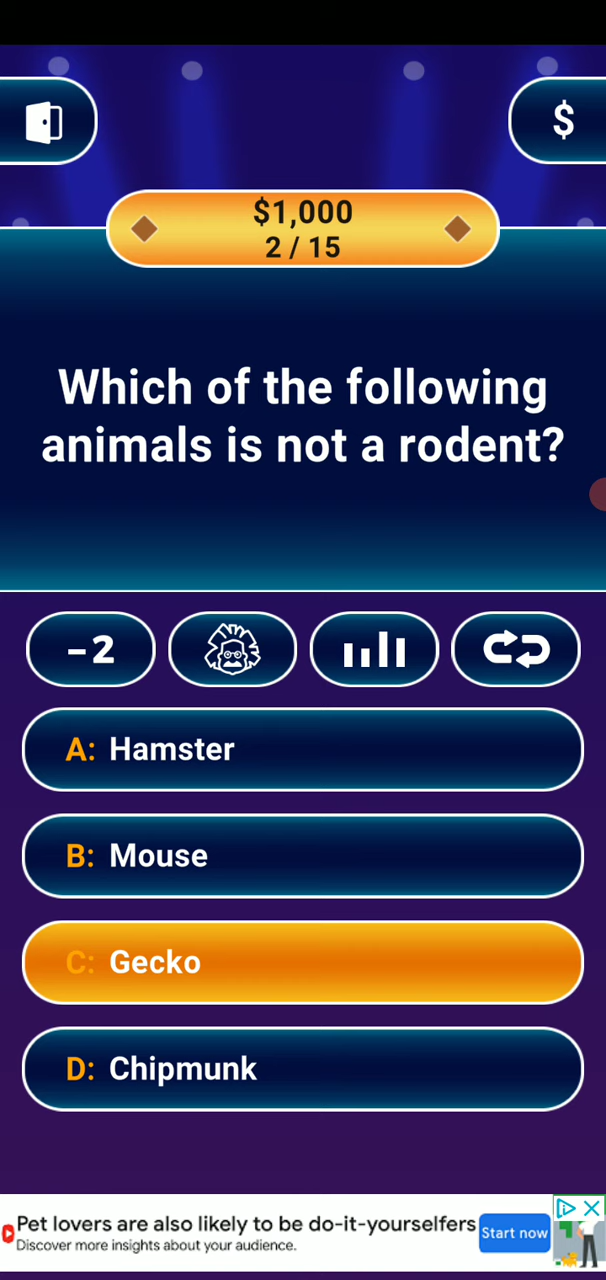 $
$1,000
2 / 15
Which of the following
animals is not a rodent?
-2
A: Hamster
B: Mouse
C: Gecko
D: Chipmunk
Pet lovers are also likely to be do-it-yourselfers
Discover more insights about your audience.
Start now